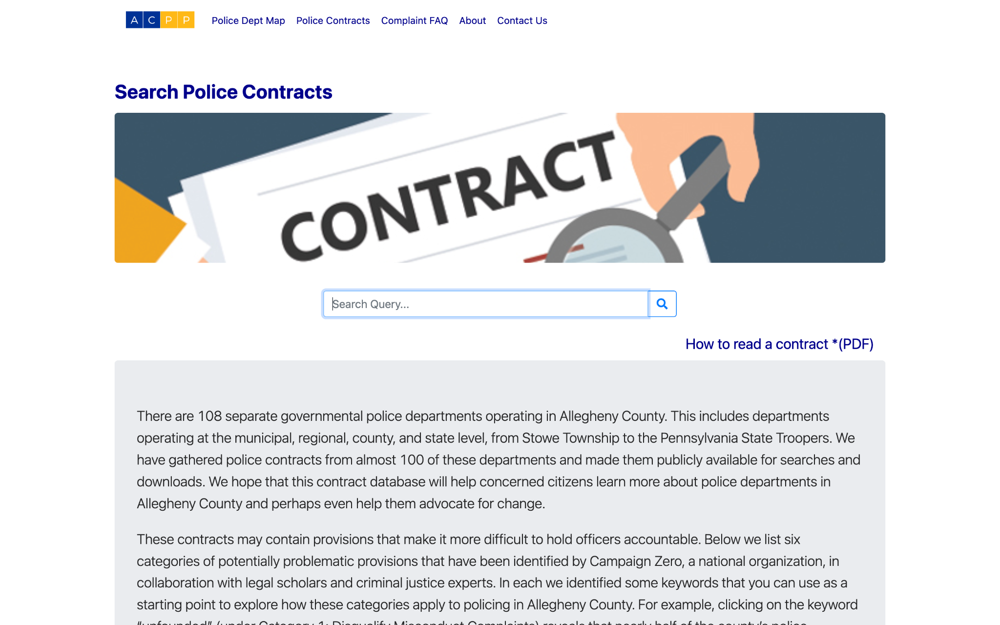 A C P P Police Dept Map Police Contracts Complaint FAQ About Contact Us
Search Police Contracts
CONTRACT
Search Query...
How to read a contract *(PDF)
There are 108 separate governmental police departments operating in Allegheny County. This includes departments
operating at the municipal, regional, county, and state level, from Stowe Township to the Pennsylvania State Troopers. We
have gathered police contracts from almost 100 of these departments and made them publicly available for searches and
downloads. We hope that this contract database will help concerned citizens learn more about police departments in
Allegheny County and perhaps even help them advocate for change.
These contracts may contain provisions that make it more difficult to hold officers accountable. Below we list six
categories of potentially problematic provisions that have been identified by Campaign Zero, a national organization, in
collaboration with legal scholars and criminal justice experts. In each we identified some keywords that you can use as a
starting point to explore how these categories apply to policing in Allegheny County. For example, clicking on the keyword
“unfounded” (under Category 1: Disqualify Misconduct Complaints) reveals that nearly half of the county’s police